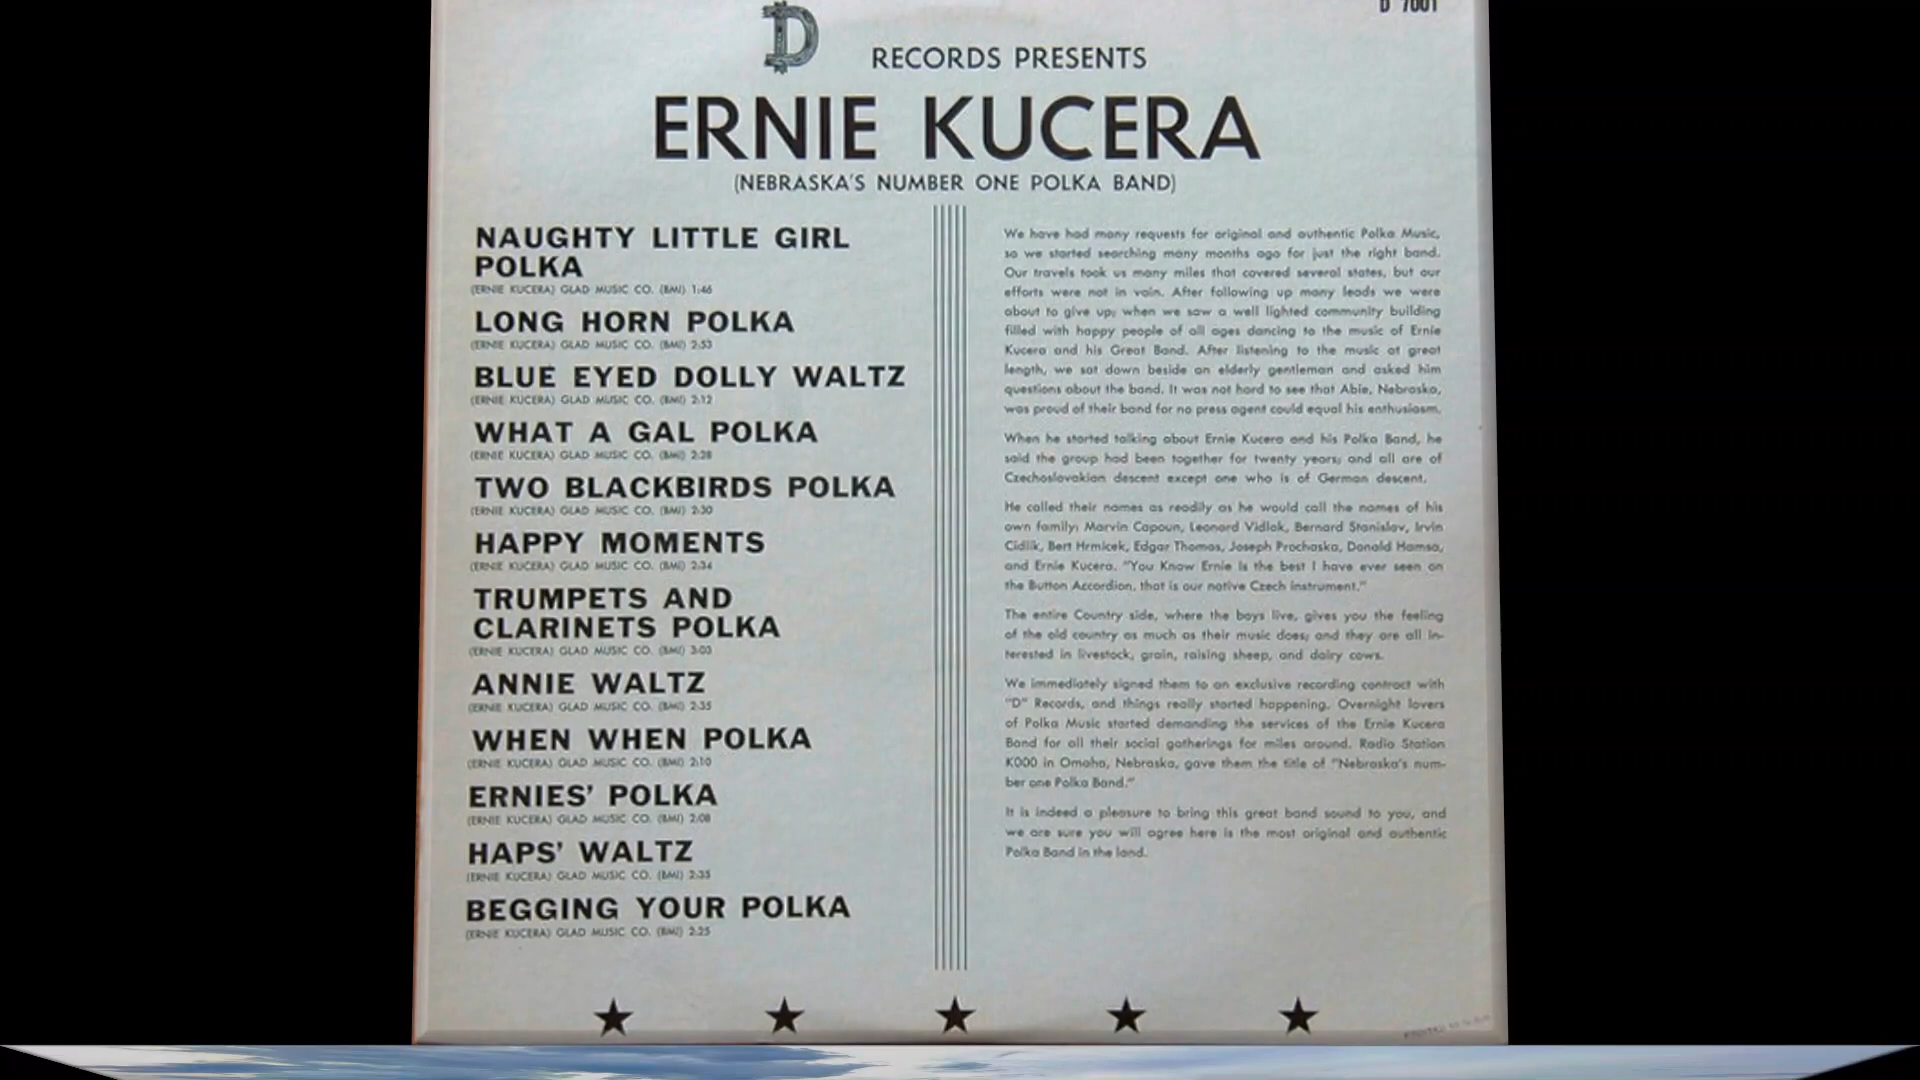 D 7001
D RECORDS PRESENTS
ERNIE KUCERA
(NEBRASKA'S NUMBER ONE POLKA BAND)
NAUGHTY LITTLE GIRL
POLKA
(ERNIE KUCERA) GLAD MUSIC CO. (BMI) 1:46
LONG HORN POLKA
(ERNIE KUCERA) GLAD MUSIC CO. (BMI) 2:53
BLUE EYED DOLLY WALTZ
(ERNIE KUCERA) GLAD MUSIC CO. (BMI) 2:12
WHAT A GAL POLKA
(ERNIE KUCERA) GLAD MUSIC CO. (BMI) 2:28
TWO BLACKBIRDS POLKA
(ERNIE KUCERA) GLAD MUSIC CO. (BMI) 2:30
HAPPY MOMENTS
(ERNIE KUCERA) GLAD MUSIC CO. (BMI) 2:34
TRUMPETS AND
CLARINETS POLKA
(ERNIE KUCERA) GLAD MUSIC CO. (BMI) 3:03
ANNIE WALTZ
(ERNIE KUCERA) GLAD MUSIC CO. (BMI) 2:35
WHEN WHEN POLKA
(ERNIE KUCERA) GLAD MUSIC CO. (BMI) 2:10
ERNIES' POLKA
(ERNIE KUCERA) GLAD MUSIC CO. (BMI) 2:08
HAPS' WALTZ
(ERNIE KUCERA) GLAD MUSIC CO. (BMI) 2:35
BEGGING YOUR POLKA
(ERNIE KUCERA) GLAD MUSIC CO. (BMI) 2:25
We have had many requests for original and authentic Polka Music,
so we started searching many months ago for just the right band.
Our travels took us many miles that covered several states, but our
efforts were not in vain. After following up many leads we were
about to give up; when we saw a well lighted community building
filled with happy people of all ages dancing to the music of Ernie
Kucera and his Great Band. After listening to the music at great
length, we sat down beside an elderly gentleman and asked him
questions about the band. It was not hard to see that Abie, Nebraska,
was proud of their band for no press agent could equal his enthusiasm.
When he started talking about Ernie Kucera and his Polka Band, he
said the group had been together for twenty years; and all are of
Czechoslovakian descent except one who is of German descent.
He called their names as readily as he would call the names of his
own family; Marvin Capoun, Leonard Vidlak, Bernard Stanislav, Irvin
Cidlik, Bert Hrmicek, Edgar Thomas, Joseph Prochaska, Donald Hamsa,
and Ernie Kucera. "You Know Ernie is the best I have ever seen on
the Button Accordion, that is our native Czech instrument."
The entire Country side, where the boys live, gives you the feeling
of the old country as much as their music does; and they are all in-
terested in livestock, grain, raising sheep, and dairy cows.
We immediately signed them to an exclusive recording contract with
"D" Records, and things really started happening. Overnight lovers
of Polka Music started demanding the services of the Ernie Kucera
Band for all their social gatherings for miles around. Radio Station
KOOO in Omaha, Nebraska, gave them the title of "Nebraska's num-
ber one Polka Band."
It is indeed a pleasure to bring this great band sound to you, and
we are sure you will agree here is the most original and authentic
Polka Band in the land.